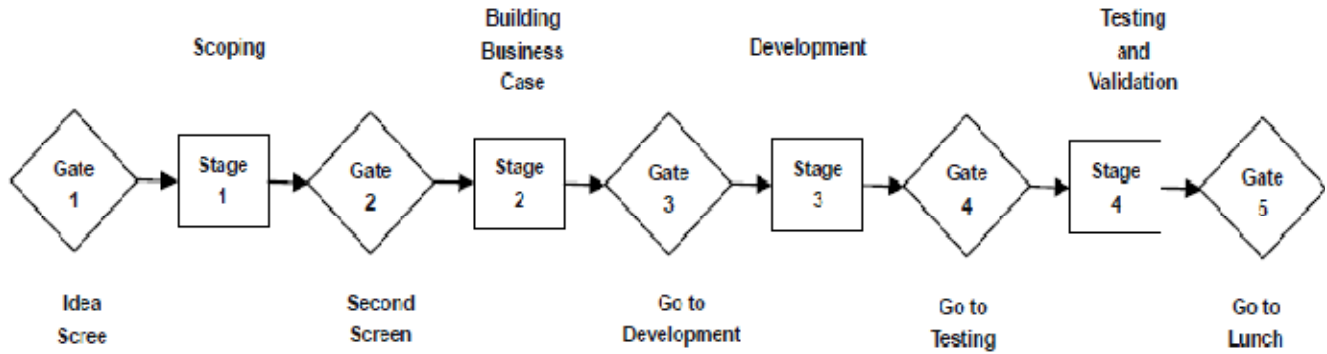 Scoping
Building
Business
Case
Development
Testing
and
Validation
Gate
1
Stage
1
Gate
2
Stage
2
Gate
3
Stage
3
Gate
4
Stage
4
Gate
5
Idea
Scree
Second
Screen
Go to
Development
Go to
Testing
Go to
Lunch